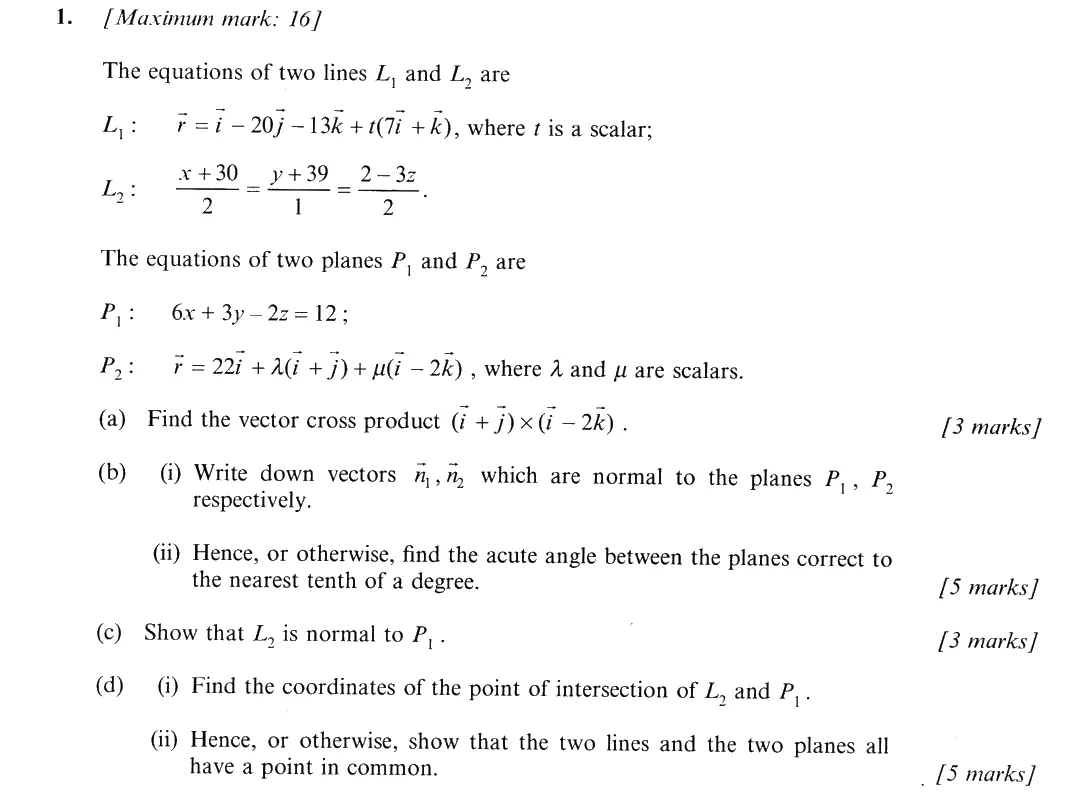 1. [Maximum mark: 16]
The equations of two lines L₁ and L₂ are
L₁ : r⃗ = i⃗ − 20j⃗ − 13k⃗ + t(7i⃗ + k⃗), where t is a scalar;
L₂ : (x + 30)/2 = (y + 39)/1 = (2 − 3z)/2 .
The equations of two planes P₁ and P₂ are
P₁ : 6x + 3y − 2z = 12 ;
P₂ : r⃗ = 22i⃗ + λ(i⃗ + j⃗) + μ(i⃗ − 2k⃗) , where λ and μ are scalars.
(a) Find the vector cross product (i⃗ + j⃗) × (i⃗ − 2k⃗) . [3 marks]
(b) (i) Write down vectors n⃗₁ , n⃗₂ which are normal to the planes P₁ , P₂
respectively.
(ii) Hence, or otherwise, find the acute angle between the planes correct to
the nearest tenth of a degree. [5 marks]
(c) Show that L₂ is normal to P₁ . [3 marks]
(d) (i) Find the coordinates of the point of intersection of L₂ and P₁ .
(ii) Hence, or otherwise, show that the two lines and the two planes all
have a point in common. [5 marks]